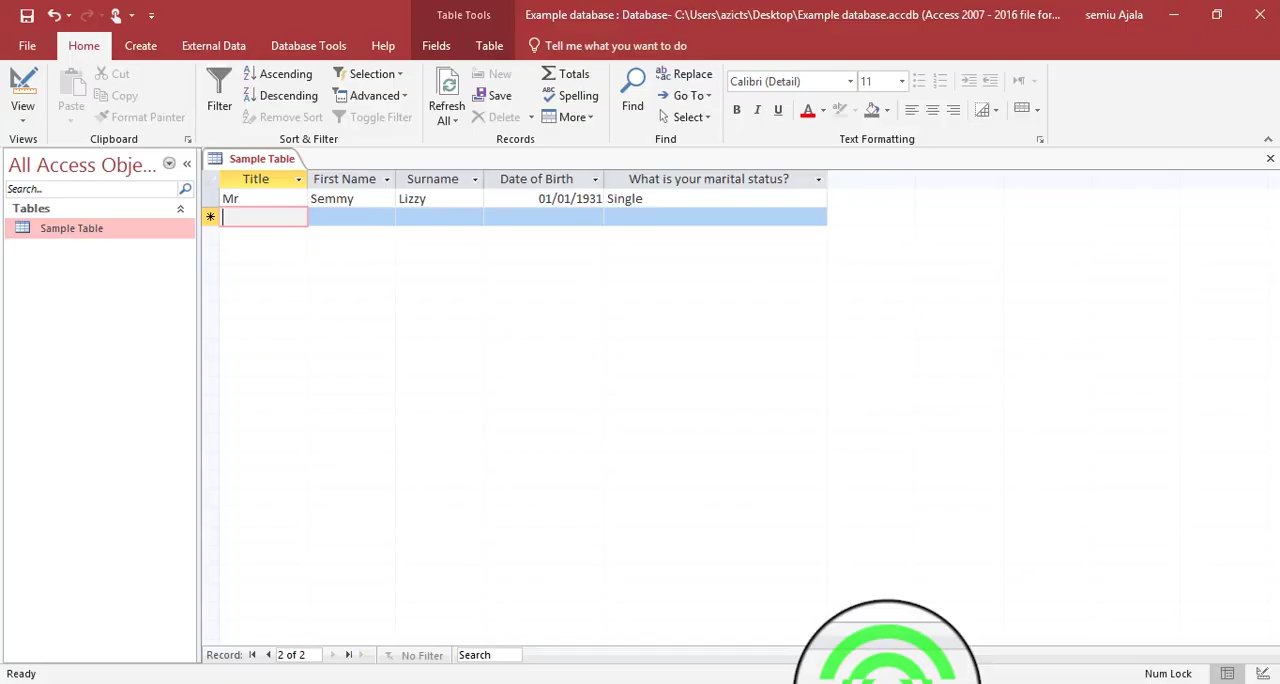 Table Tools
Example database : Database- C:\Users\azicts\Desktop\Example database.accdb (Access 2007 - 2016 file for...
semiu Ajala
File
Home
Create
External Data
Database Tools
Help
Fields
Table
Tell me what you want to do
View
Paste
Cut
Copy
Format Painter
Filter
Ascending
Descending
Remove Sort
Selection
Advanced
Toggle Filter
Refresh
All
New
Save
Delete
Totals
Spelling
More
Find
Replace
Go To
Select
Calibri (Detail)
11
B I U
Views
Clipboard
Sort & Filter
Records
Find
Text Formatting
All Access Obje...
Search...
Tables
Sample Table
Sample Table
Title First Name Surname Date of Birth What is your marital status?
Mr Semmy Lizzy 01/01/1931 Single
Record: 2 of 2 No Filter Search
Ready
Num Lock